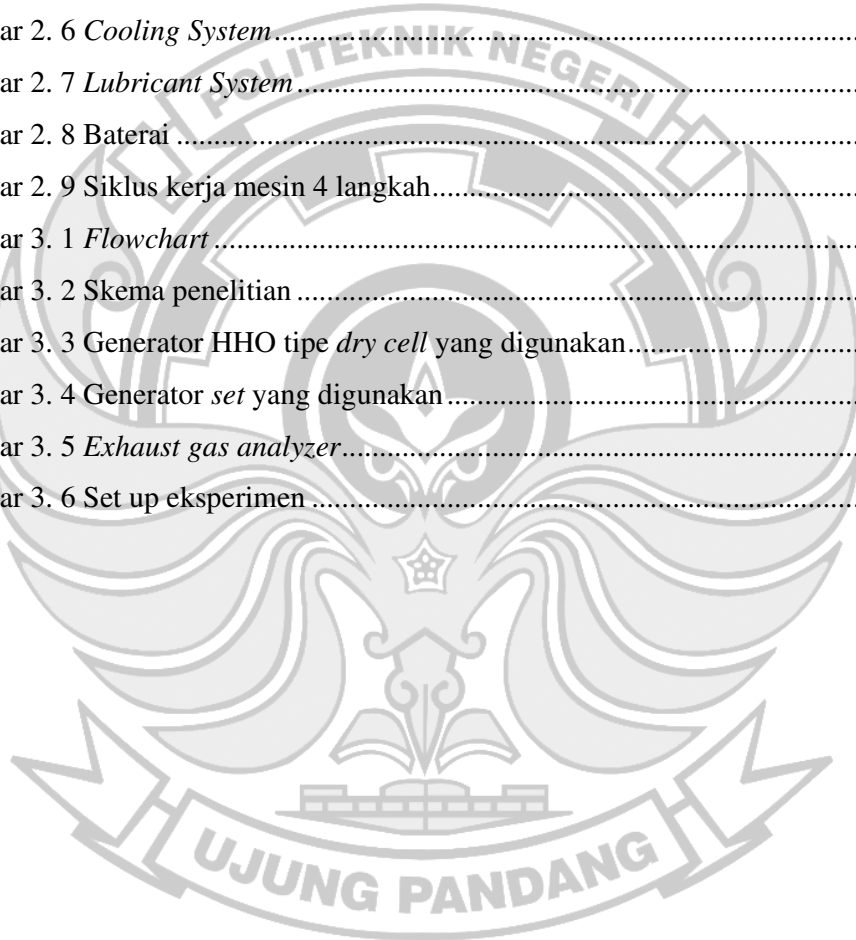 ar 2. 6 Cooling System....................................................................................
ar 2. 7 Lubricant System................................................................................
ar 2. 8 Baterai ..................................................................................................
ar 2. 9 Siklus kerja mesin 4 langkah..............................................................
ar 3. 1 Flowchart ............................................................................................
ar 3. 2 Skema penelitian ................................................................................
ar 3. 3 Generator HHO tipe dry cell yang digunakan.................................
ar 3. 4 Generator set yang digunakan ...........................................................
ar 3. 5 Exhaust gas analyzer..........................................................................
ar 3. 6 Set up eksperimen ..............................................................................
POLITEKNIK NEGERI
UJUNG PANDANG